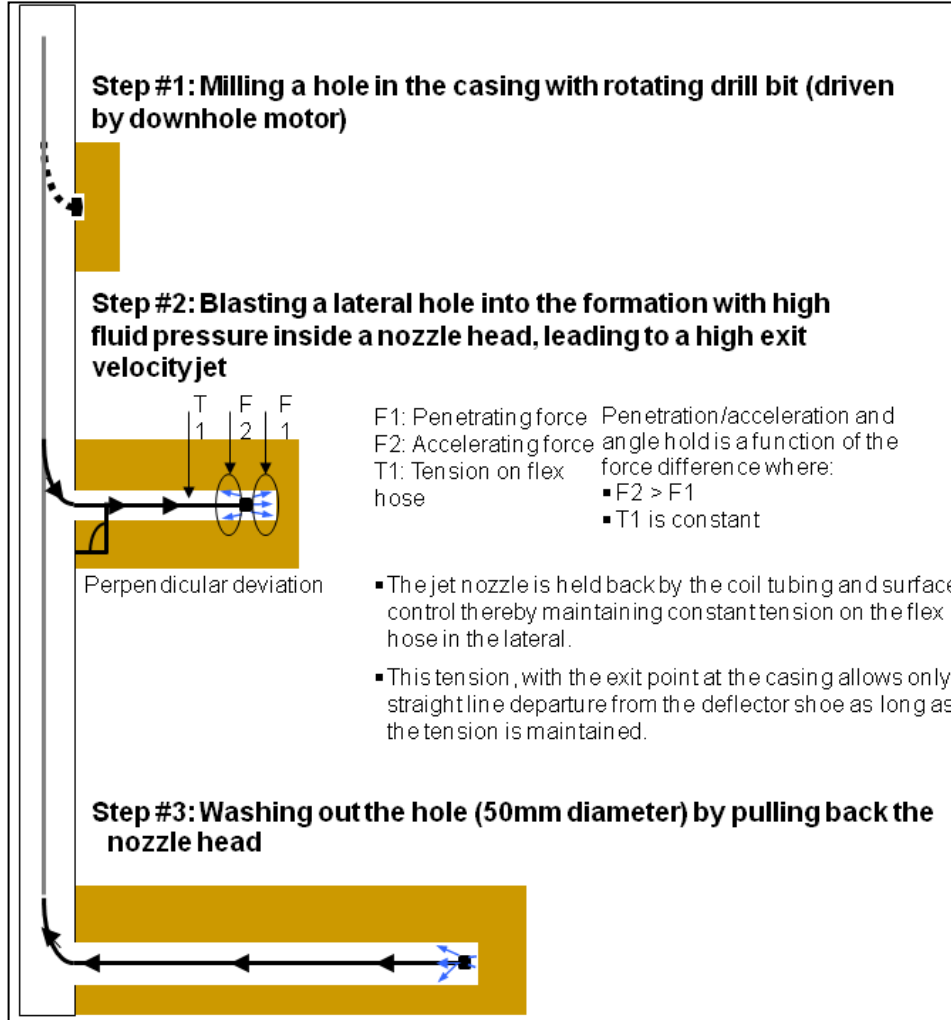 Step #1: Milling a hole in the casing with rotating drill bit (driven
by downhole motor)
Step #2: Blasting a lateral hole into the formation with high
fluid pressure inside a nozzle head, leading to a high exit
velocity jet
T F F
1 2 1
F1: Penetrating force
F2: Accelerating force
T1: Tension on flex
hose
Penetration/acceleration and
angle hold is a function of the
force difference where:
▪ F2 > F1
▪ T1 is constant
Perpendicular deviation
▪ The jet nozzle is held back by the coil tubing and surface
control thereby maintaining constant tension on the flex
hose in the lateral.
▪ This tension, with the exit point at the casing allows only
straight line departure from the deflector shoe as long as
the tension is maintained.
Step #3: Washing out the hole (50mm diameter) by pulling back the
nozzle head